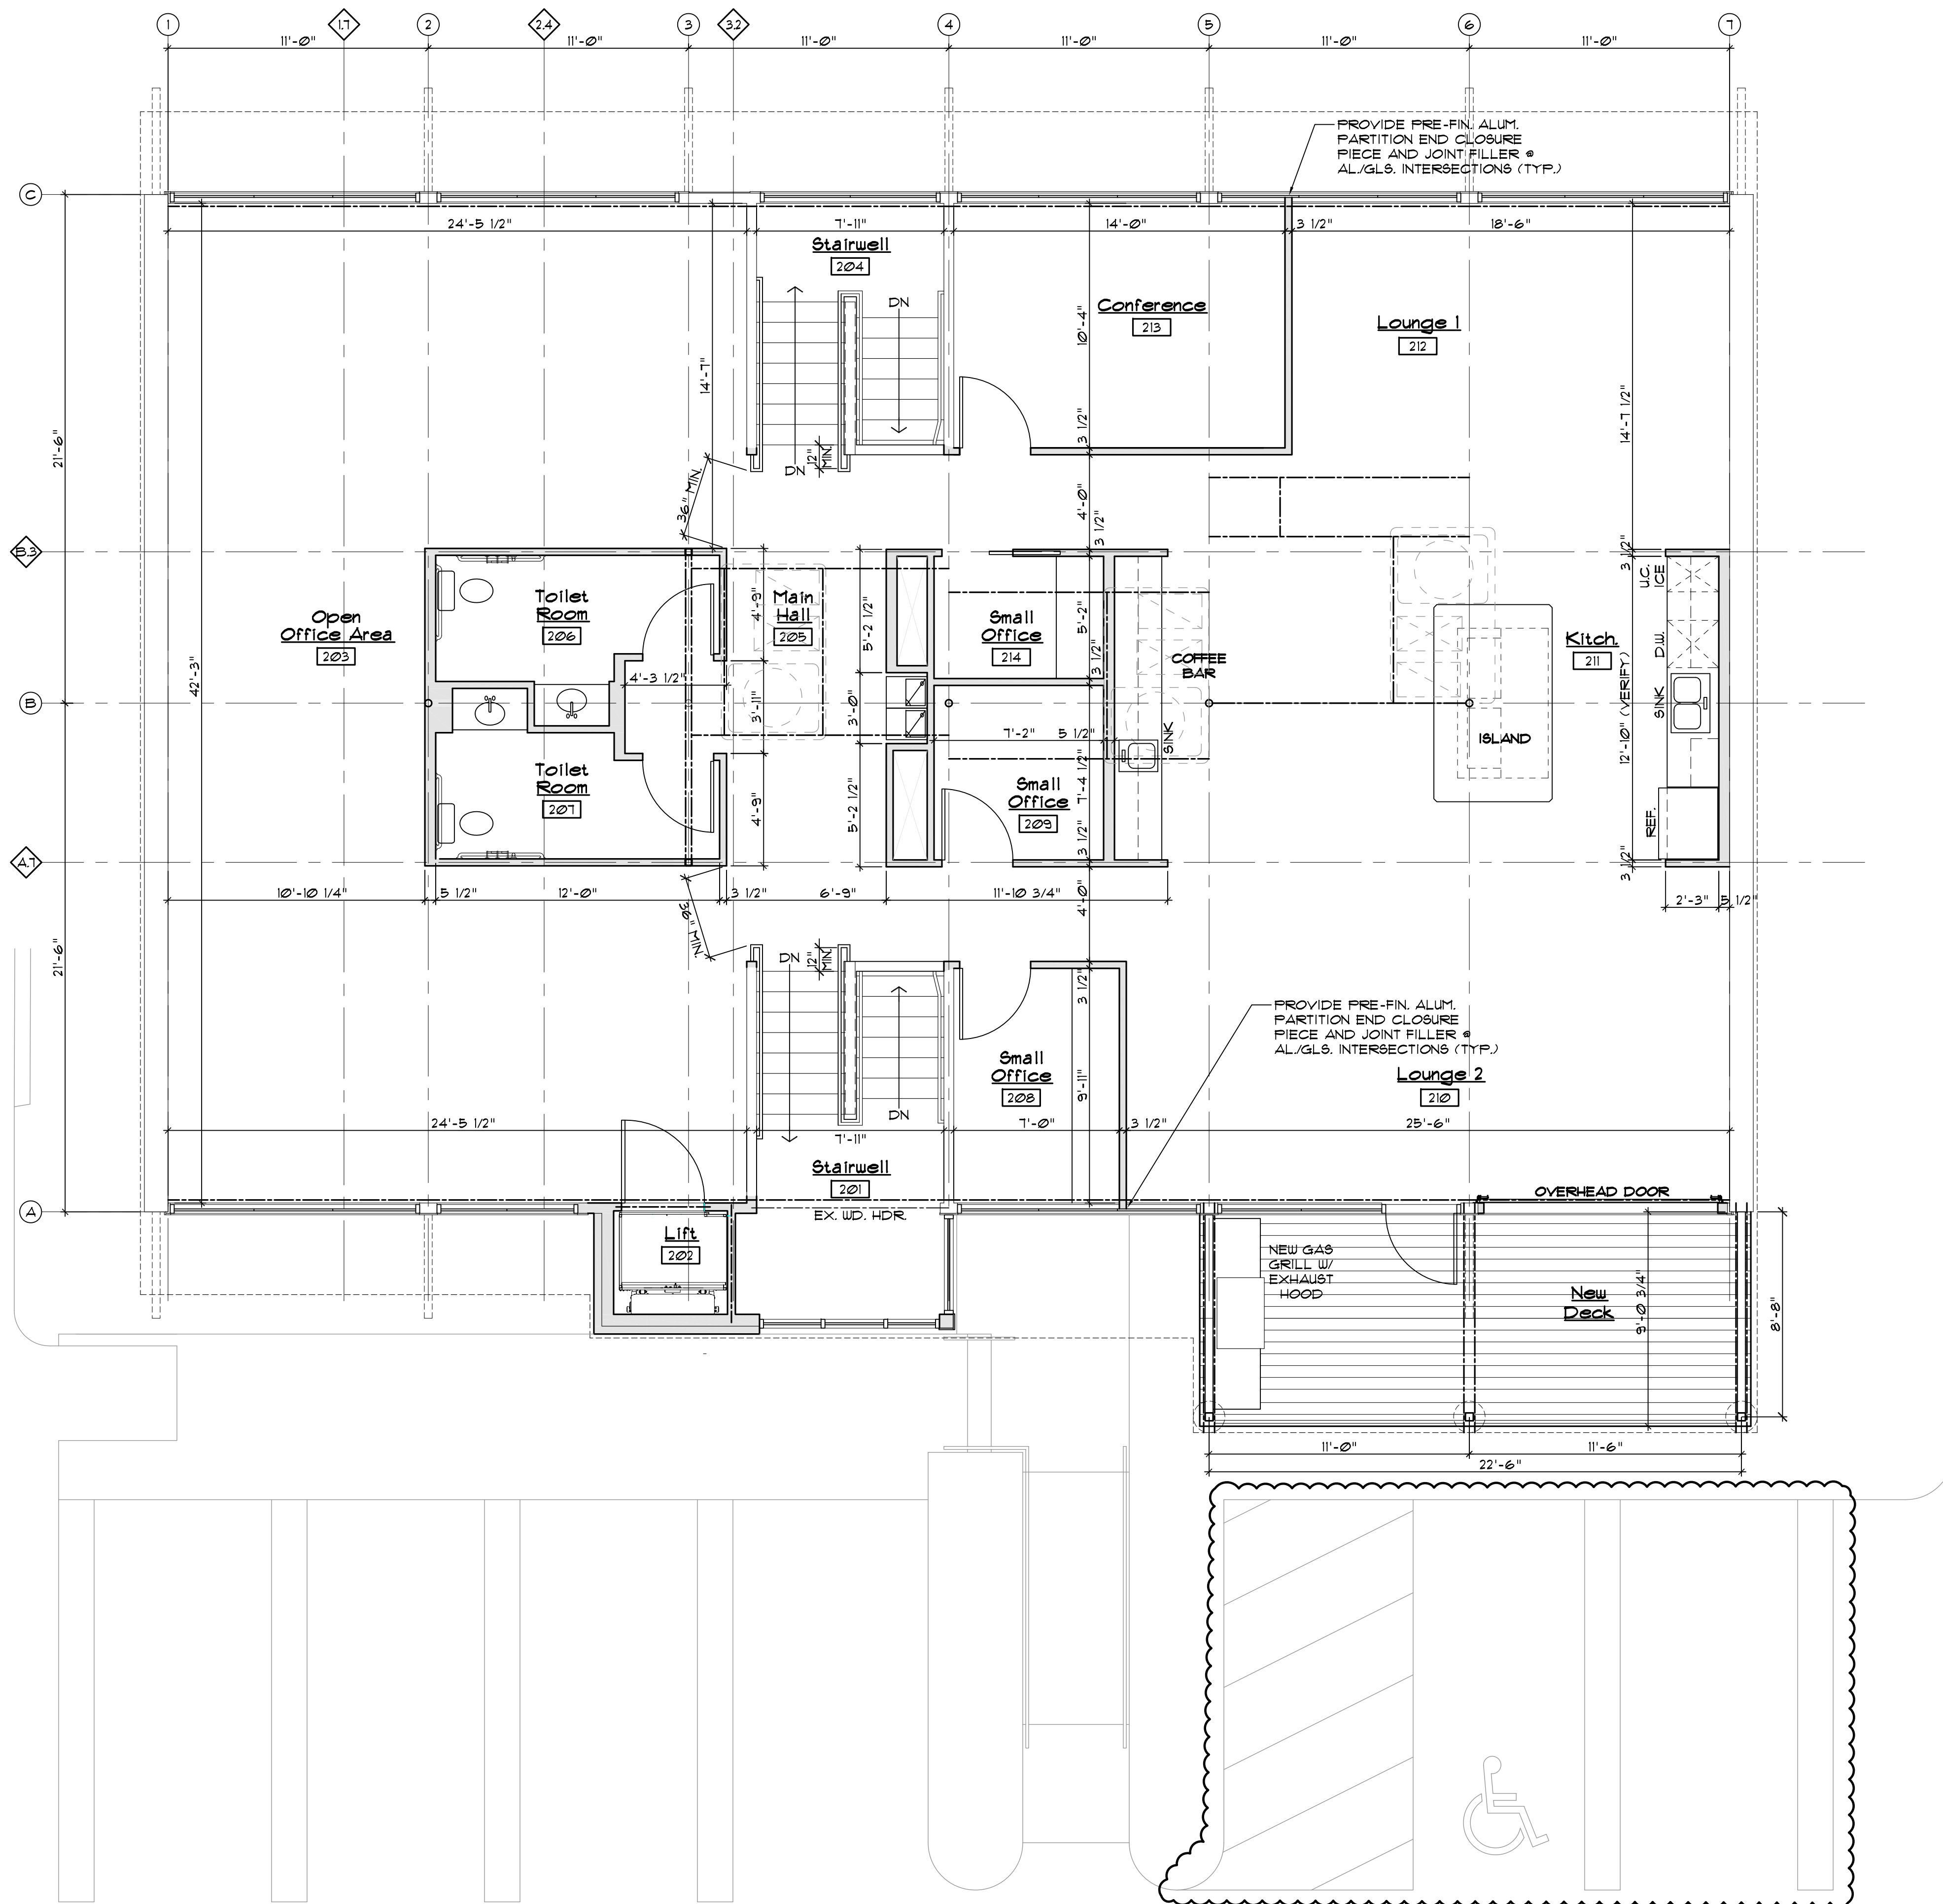 1
1.7
2
2.4
3
3.2
4
5
6
7
11'-0"
11'-0"
11'-0"
11'-0"
11'-0"
11'-0"
PROVIDE PRE-FIN. ALUM.
PARTITION END CLOSURE
PIECE AND JOINT FILLER @
AL./GLS. INTERSECTIONS (TYP.)
C
24'-5 1/2"
7'-11"
14'-0"
3 1/2"
18'-6"
Stairwell
204
DN
DN
12"
MIN.
Conference
213
Lounge 1
212
10'-4"
3 1/2"
14'-7"
14'-7 1/2"
21'-6"
36" MIN.
4'-0"
3 1/2"
B.3
Open
Office Area
203
42'-3"
Toilet
Room
206
4'-9"
Main
Hall
205
5'-2 1/2"
Small
Office
214
5'-2"
3 1/2"
COFFEE
BAR
Kitch.
211
3 1/2"
U.C.
ICE
D.W.
SINK
12'-10" (VERIFY)
4'-3 1/2"
3'-11"
3'-0"
B
7'-2"
5 1/2"
SINK
ISLAND
Toilet
Room
207
4'-9"
5'-2 1/2"
Small
Office
209
7'-4 1/2"
3 1/2"
REF.
3 1/2"
A.7
10'-10 1/4"
5 1/2"
12'-0"
3 1/2"
6'-9"
11'-10 3/4"
4'-0"
2'-3"
5 1/2"
36" MIN.
21'-6"
DN
12"
MIN.
DN
3 1/2"
Small
Office
208
9'-11"
PROVIDE PRE-FIN. ALUM.
PARTITION END CLOSURE
PIECE AND JOINT FILLER @
AL./GLS. INTERSECTIONS (TYP.)
Lounge 2
210
24'-5 1/2"
7'-11"
7'-0"
3 1/2"
25'-6"
Stairwell
201
EX. WD. HDR.
OVERHEAD DOOR
A
Lift
202
NEW GAS
GRILL W/
EXHAUST
HOOD
New
Deck
9'-0 3/4"
8'-8"
11'-0"
11'-6"
22'-6"